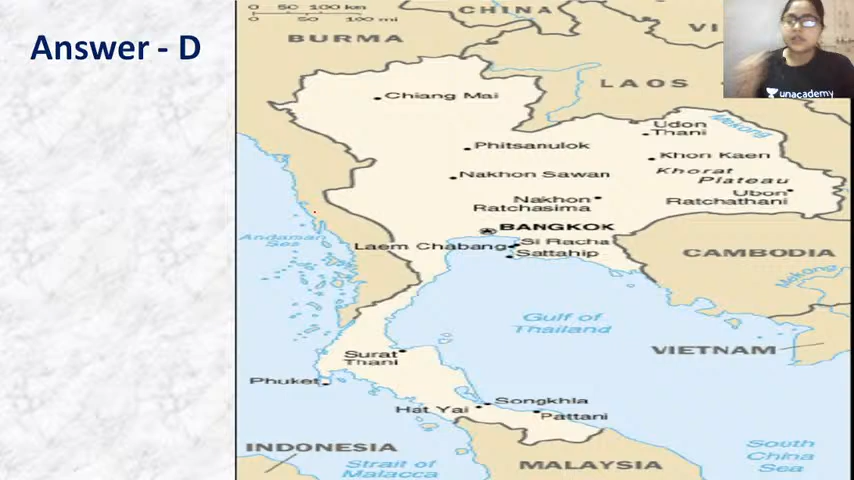 Answer - D
0 50 100 km
0 50 100 mi
CHINA
BURMA
VI
LAOS
unacademy
Chiang Mai
Udon
Thani
Mekong
Phitsanulok
Khon Kaen
Nakhon Sawan
Khorat
Plateau
Nakhon
Ratchasima
Ubon
Ratchathani
BANGKOK
Andaman
Sea
Laem Chabang
Si Racha
Sattahip
CAMBODIA
Mekong
Gulf of
Thailand
VIETNAM
Surat
Thani
Phuket
Songkhla
Hat Yai
Pattani
INDONESIA
Strait of
Malacca
MALAYSIA
South
China
Sea